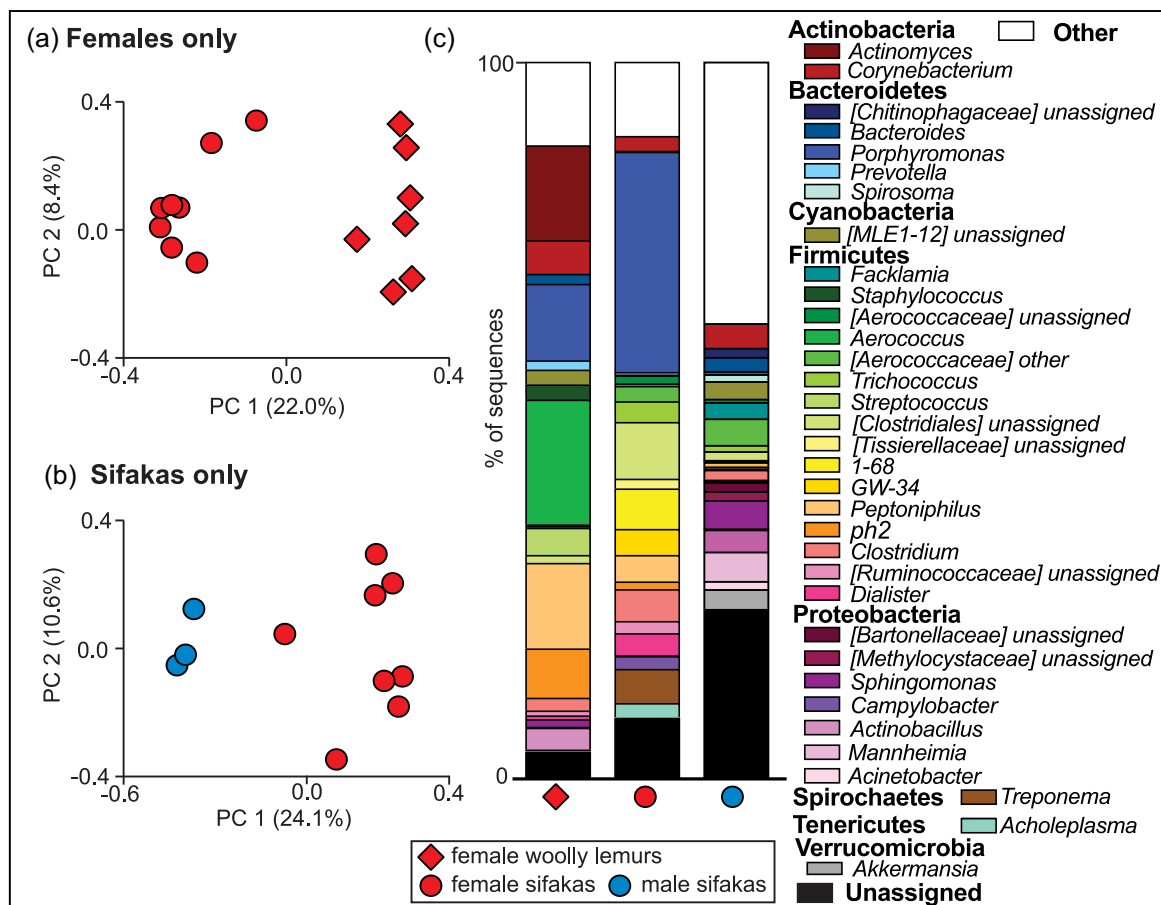 (a) Females only
0.4
0.0
-0.4
-0.4 0.0 0.4
PC 2 (8.4%)
PC 1 (22.0%)
(b) Sifakas only
0.4
0.0
-0.4
-0.6 0.0 0.4
PC 2 (10.6%)
PC 1 (24.1%)
(c)
100
0
% of sequences
Actinobacteria
Other
Actinomyces
Corynebacterium
Bacteroidetes
[Chitinophagaceae] unassigned
Bacteroides
Porphyromonas
Prevotella
Spirosoma
Cyanobacteria
[MLE1-12] unassigned
Firmicutes
Facklamia
Staphylococcus
[Aerococcaceae] unassigned
Aerococcus
[Aerococcaceae] other
Trichococcus
Streptococcus
[Clostridiales] unassigned
[Tissierellaceae] unassigned
1-68
GW-34
Peptoniphilus
ph2
Clostridium
[Ruminococcaceae] unassigned
Dialister
Proteobacteria
[Bartonellaceae] unassigned
[Methylocystaceae] unassigned
Sphingomonas
Campylobacter
Actinobacillus
Mannheimia
Acinetobacter
Spirochaetes
Treponema
Tenericutes
Acholeplasma
Verrucomicrobia
Akkermansia
Unassigned
female woolly lemurs
female sifakas
male sifakas